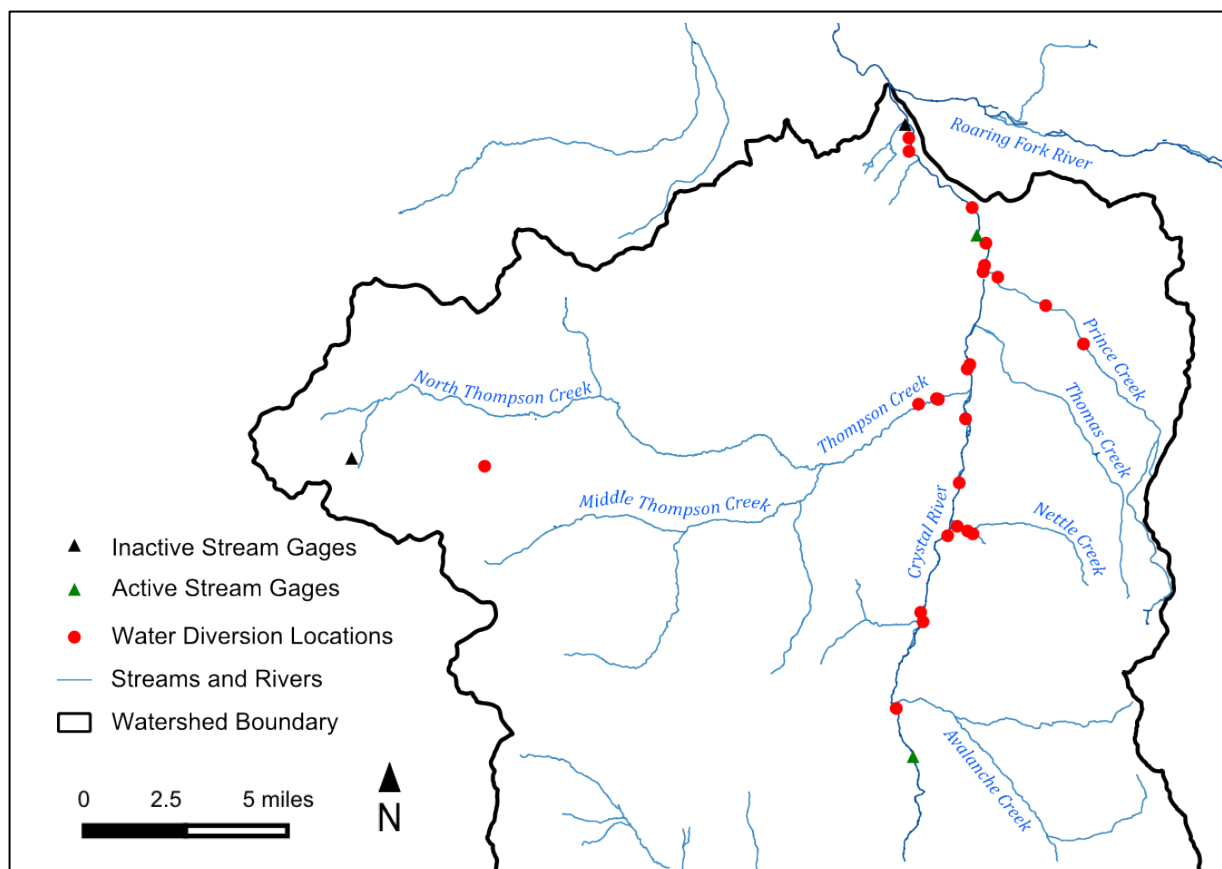 Roaring Fork River
Prince Creek
North Thompson Creek
Thompson Creek
Thomas Creek
Middle Thompson Creek
Crystal River
Nettle Creek
Inactive Stream Gages
Active Stream Gages
Water Diversion Locations
Streams and Rivers
Watershed Boundary
Avalanche Creek
0 2.5 5 miles
N